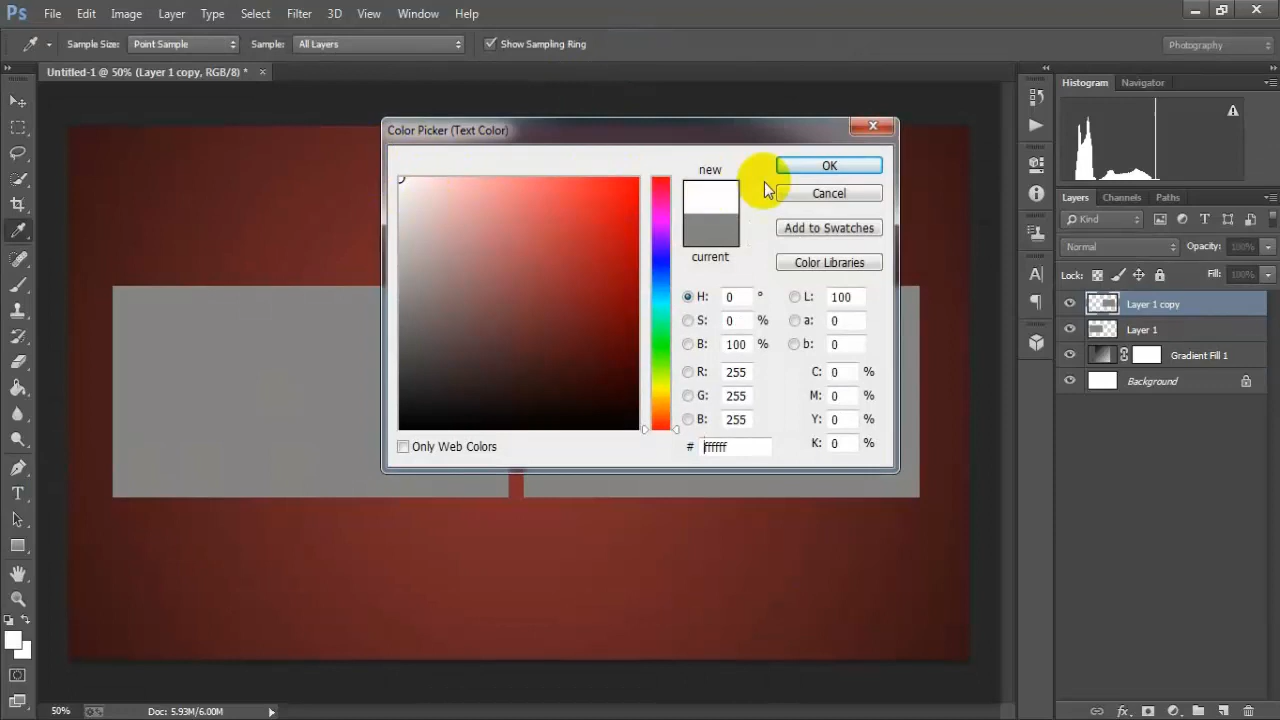 Ps File Edit Image Layer Type Select Filter 3D View Window Help
Sample Size: Point Sample Sample: All Layers Show Sampling Ring Photography
Untitled-1 @ 50% (Layer 1 copy, RGB/8) * ×
Histogram Navigator
Color Picker (Text Color)
new
OK
Cancel
Add to Swatches
current
Color Libraries
H: 0 ° L: 100
S: 0 % a: 0
B: 100 % b: 0
R: 255 C: 0 %
G: 255 M: 0 %
B: 255 Y: 0 %
# ffffff K: 0 %
Only Web Colors
Layers Channels Paths
Kind
Normal Opacity: 100%
Lock: Fill: 100%
Layer 1 copy
Layer 1
Gradient Fill 1
Background
50% Doc: 5.93M/6.00M